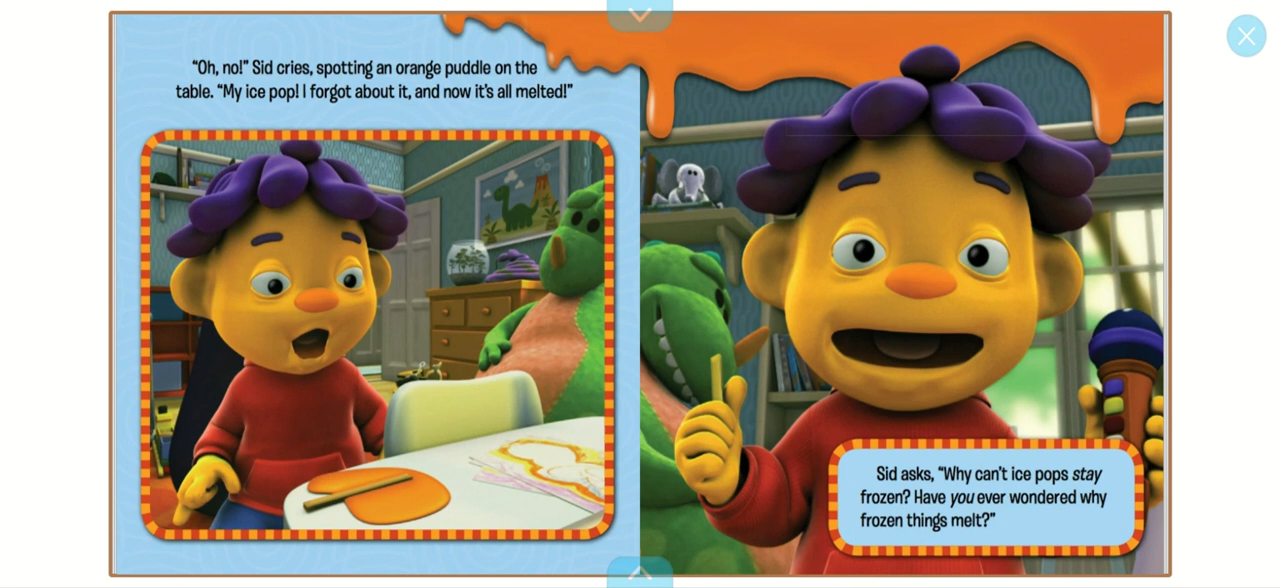 “Oh, no!” Sid cries, spotting an orange puddle on the
table. “My ice pop! I forgot about it, and now it’s all melted!”
Sid asks, “Why can’t ice pops stay
frozen? Have you ever wondered why
frozen things melt?”